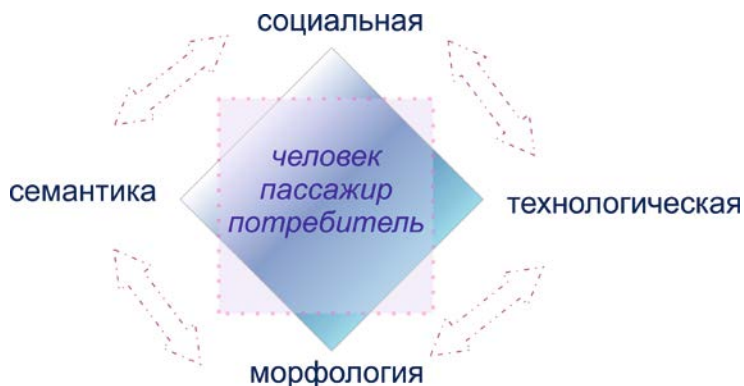 социальная
человек
пассажир
потребитель
семантика
технологическая
морфология